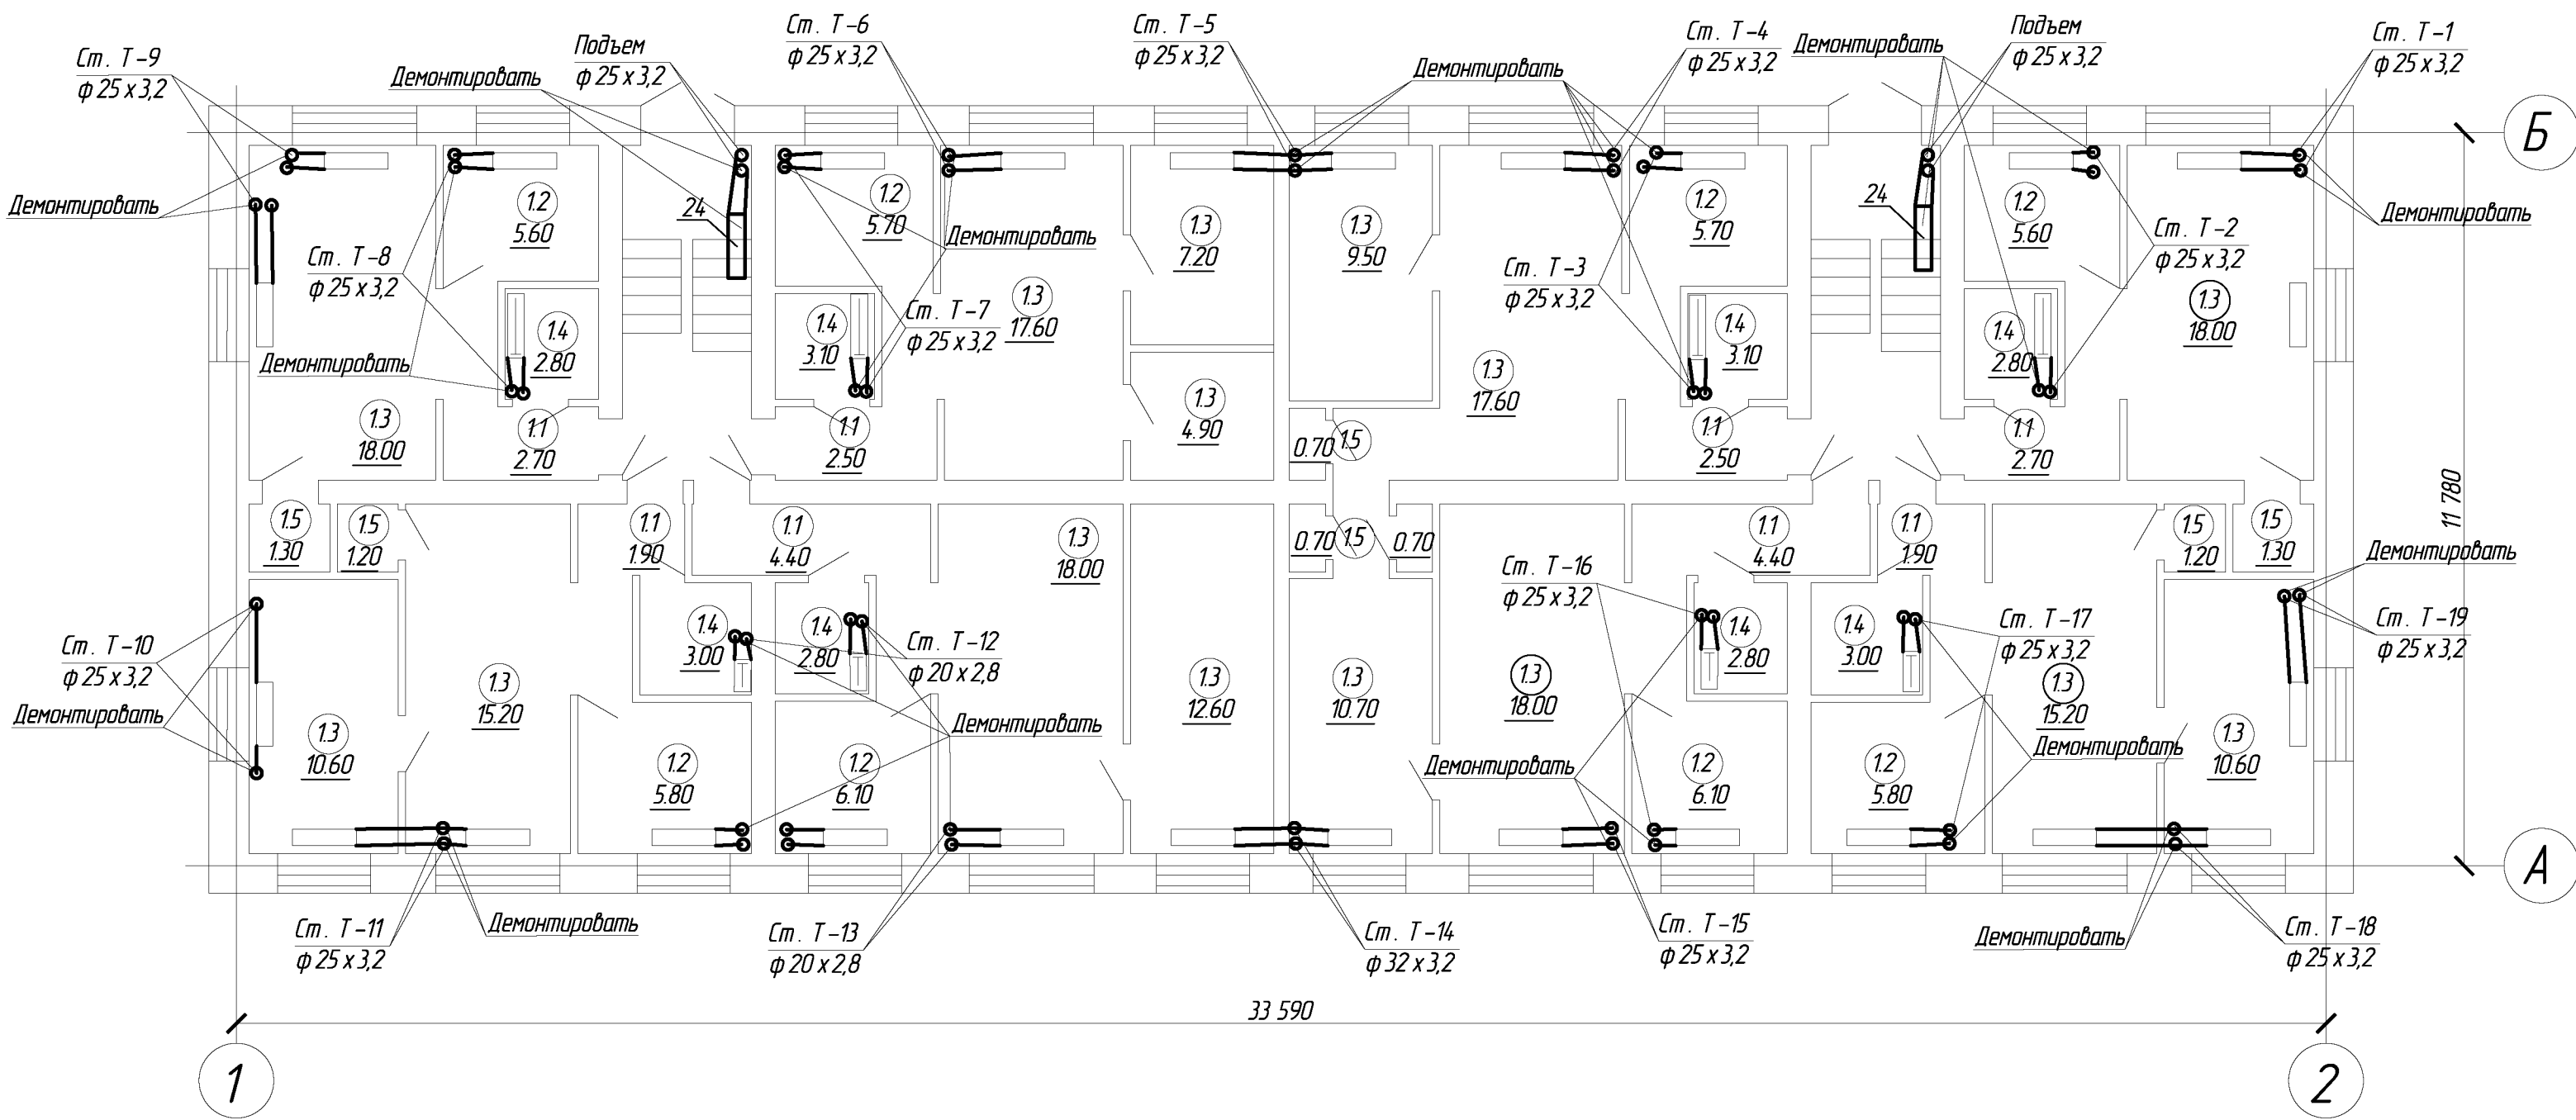 Ст. Т-9
ф 25 х 3,2
Демонтировать
Подъем
ф 25 х 3,2
Ст. Т-6
ф 25 х 3,2
Ст. Т-5
ф 25 х 3,2
Демонтировать
Ст. Т-4
ф 25 х 3,2
Демонтировать
Подъем
ф 25 х 3,2
Ст. Т-1
ф 25 х 3,2
Б
Демонтировать
1.2
5.60
24
1.2
5.70
Демонтировать
1.3
7.20
1.3
9.50
1.2
5.70
24
1.2
5.60
Демонтировать
Ст. Т-2
ф 25 х 3,2
Ст. Т-8
ф 25 х 3,2
Ст. Т-3
ф 25 х 3,2
1.3
17.60
1.3
18.00
Ст. Т-7
ф 25 х 3,2
1.4
2.80
1.4
3.10
1.4
3.10
1.4
2.80
Демонтировать
1.3
18.00
1.1
2.70
1.1
2.50
1.3
4.90
1.3
17.60
0.70
1.5
1.1
2.50
1.1
2.70
11 780
1.5
1.30
1.5
1.20
1.1
1.90
1.1
4.40
1.3
18.00
0.70
1.5
0.70
1.1
4.40
1.1
1.90
1.5
1.20
1.5
1.30
Демонтировать
Ст. Т-16
ф 25 х 3,2
Ст. Т-10
ф 25 х 3,2
Демонтировать
1.3
10.60
1.3
15.20
1.4
3.00
1.4
2.80
Ст. Т-12
ф 20 х 2,8
Демонтировать
1.3
12.60
1.3
10.70
1.3
18.00
1.4
2.80
1.4
3.00
Ст. Т-17
ф 25 х 3,2
1.3
15.20
Демонтировать
Ст. Т-19
ф 25 х 3,2
1.3
10.60
1.2
5.80
1.2
6.10
Демонтировать
1.2
6.10
1.2
5.80
А
Ст. Т-11
ф 25 х 3,2
Демонтировать
Ст. Т-13
ф 20 х 2,8
Ст. Т-14
ф 32 х 3,2
Ст. Т-15
ф 25 х 3,2
Демонтировать
Ст. Т-18
ф 25 х 3,2
33 590
1
2